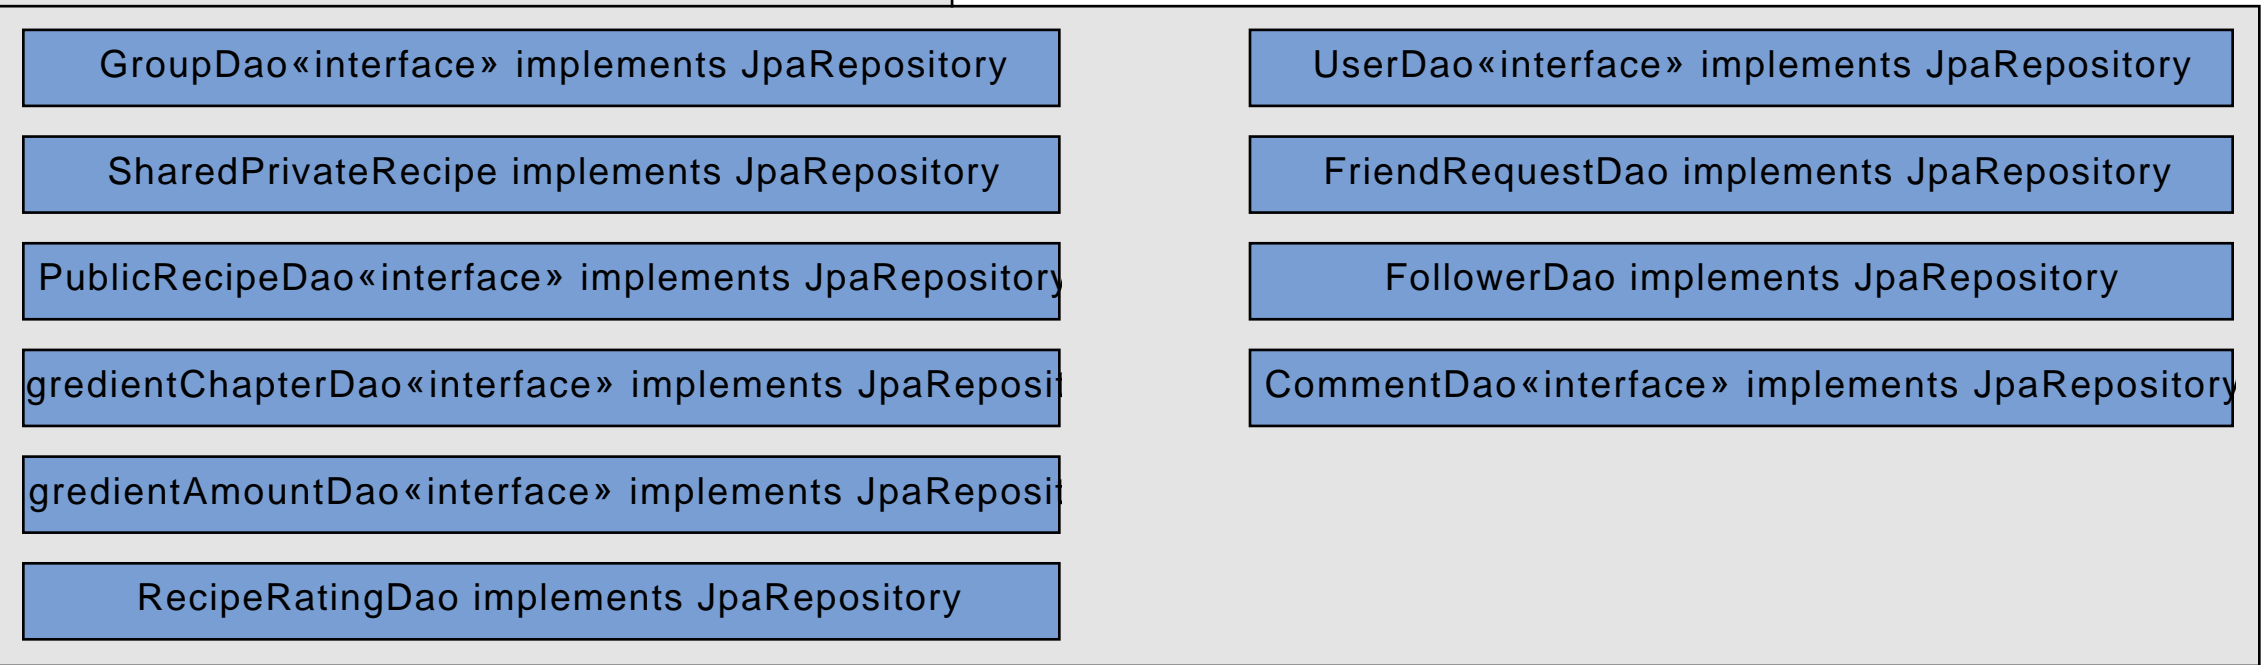 GroupDao«interface» implements JpaRepository
SharedPrivateRecipe implements JpaRepository
PublicRecipeDao«interface» implements JpaRepository
gredientChapterDao«interface» implements JpaReposit
gredientAmountDao«interface» implements JpaReposit
RecipeRatingDao implements JpaRepository
UserDao«interface» implements JpaRepository
FriendRequestDao implements JpaRepository
FollowerDao implements JpaRepository
CommentDao«interface» implements JpaRepository